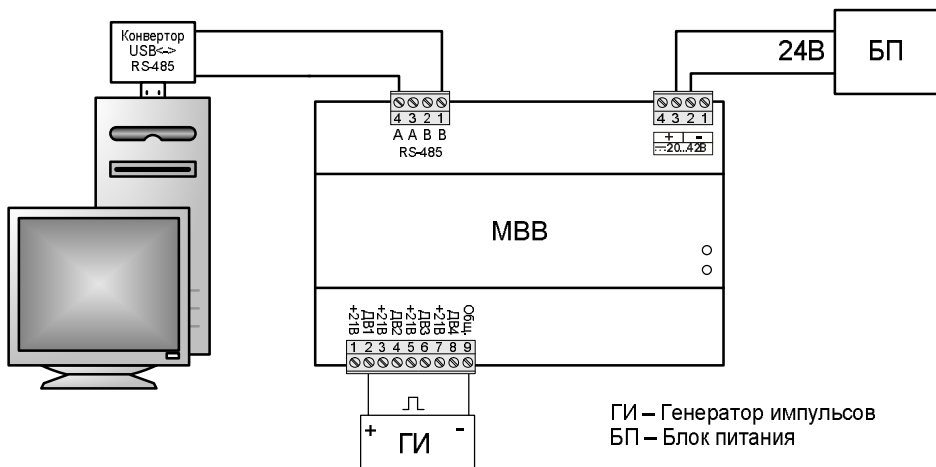 Конвертор
USB<->
RS-485
24В
БП
4 3 2 1
A A B B
RS-485
4 3 2 1
+ -
20...42В
МВВ
+21В ДВ1 +21В ДВ2 +21В ДВ3 +21В ДВ4 Общ.
1 2 3 4 5 6 7 8 9
+ ГИ -
ГИ – Генератор импульсов
БП – Блок питания